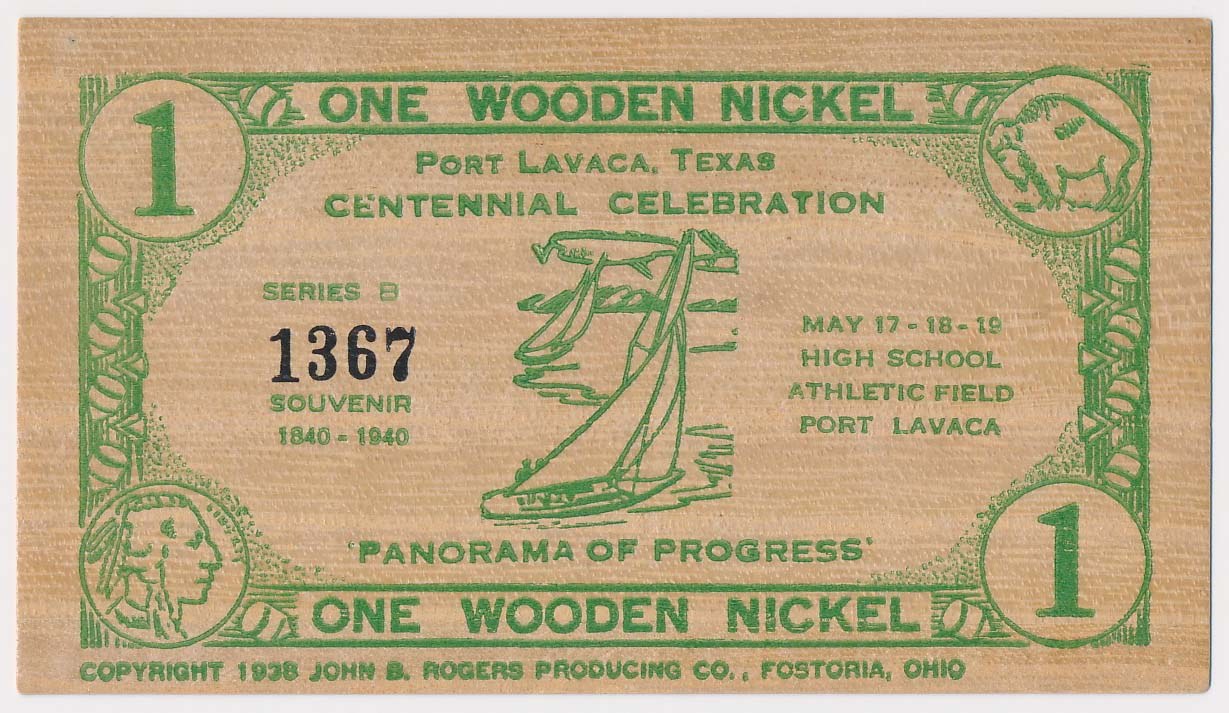 1 ONE WOODEN NICKEL
PORT LAVACA, TEXAS
CENTENNIAL CELEBRATION
SERIES B
1367
SOUVENIR
1840 - 1940
MAY 17 - 18 - 19
HIGH SCHOOL
ATHLETIC FIELD
PORT LAVACA
'PANORAMA OF PROGRESS'
ONE WOODEN NICKEL 1
COPYRIGHT 1938 JOHN B. ROGERS PRODUCING CO., FOSTORIA, OHIO